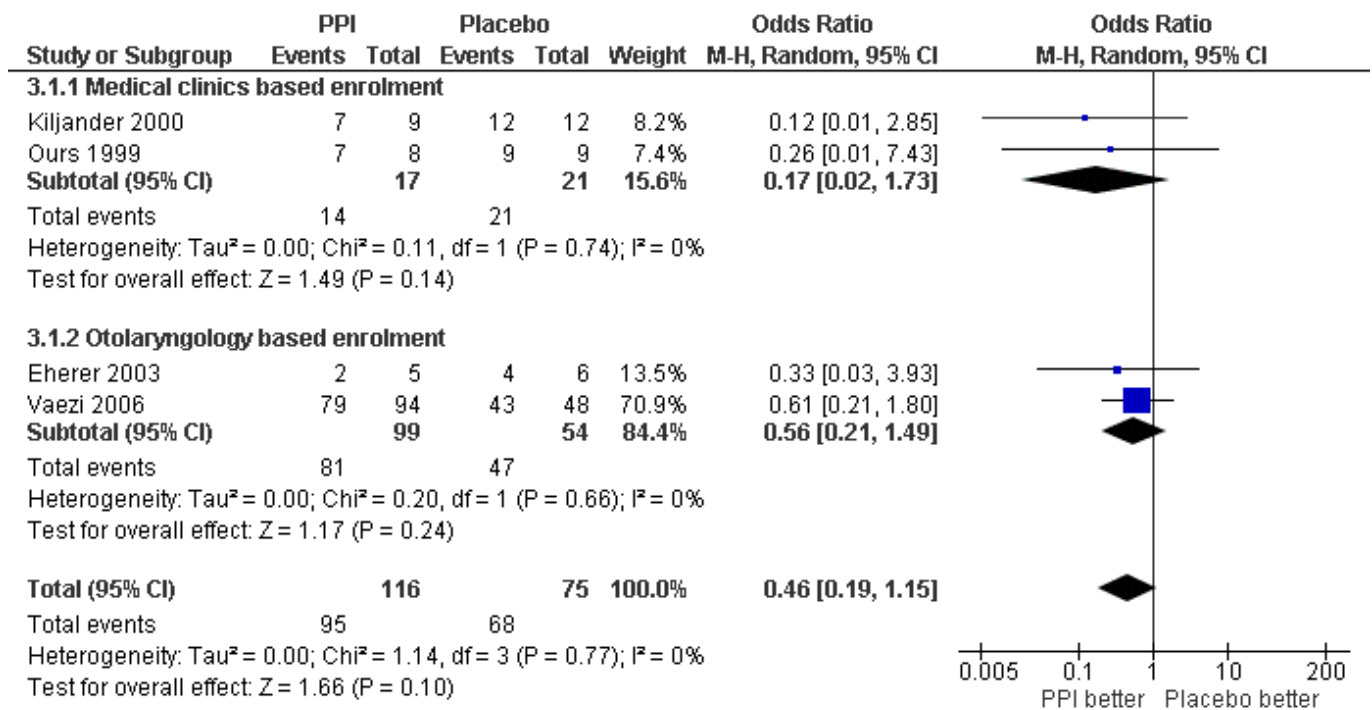 PPI Placebo Odds Ratio Odds Ratio
Study or Subgroup Events Total Events Total Weight M-H, Random, 95% CI M-H, Random, 95% CI
3.1.1 Medical clinics based enrolment
Kiljander 2000 7 9 12 12 8.2% 0.12 [0.01, 2.85]
Ours 1999 7 8 9 9 7.4% 0.26 [0.01, 7.43]
Subtotal (95% CI) 17 21 15.6% 0.17 [0.02, 1.73]
Total events 14 21
Heterogeneity: Tau² = 0.00; Chi² = 0.11, df = 1 (P = 0.74); I² = 0%
Test for overall effect: Z = 1.49 (P = 0.14)
3.1.2 Otolaryngology based enrolment
Eherer 2003 2 5 4 6 13.5% 0.33 [0.03, 3.93]
Vaezi 2006 79 94 43 48 70.9% 0.61 [0.21, 1.80]
Subtotal (95% CI) 99 54 84.4% 0.56 [0.21, 1.49]
Total events 81 47
Heterogeneity: Tau² = 0.00; Chi² = 0.20, df = 1 (P = 0.66); I² = 0%
Test for overall effect: Z = 1.17 (P = 0.24)
Total (95% CI) 116 75 100.0% 0.46 [0.19, 1.15]
Total events 95 68
Heterogeneity: Tau² = 0.00; Chi² = 1.14, df = 3 (P = 0.77); I² = 0%
Test for overall effect: Z = 1.66 (P = 0.10)
0.005 0.1 1 10 200
PPI better Placebo better